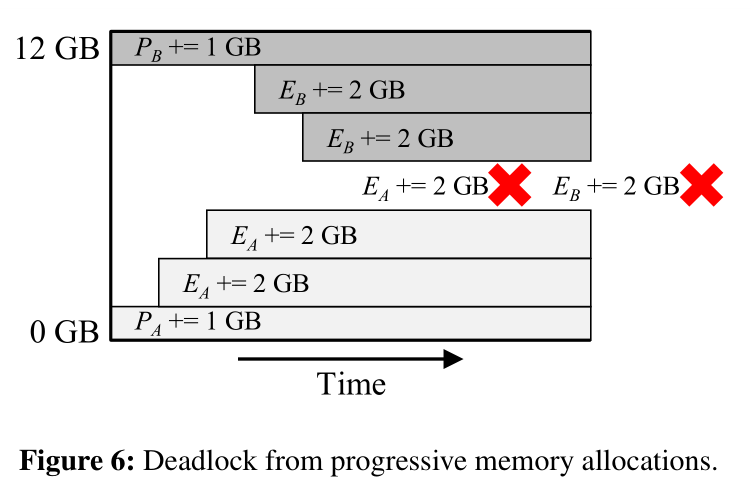 12 GB
P_B += 1 GB
E_B += 2 GB
E_B += 2 GB
E_A += 2 GB E_B += 2 GB
E_A += 2 GB
E_A += 2 GB
0 GB
P_A += 1 GB
Time
Figure 6: Deadlock from progressive memory allocations.